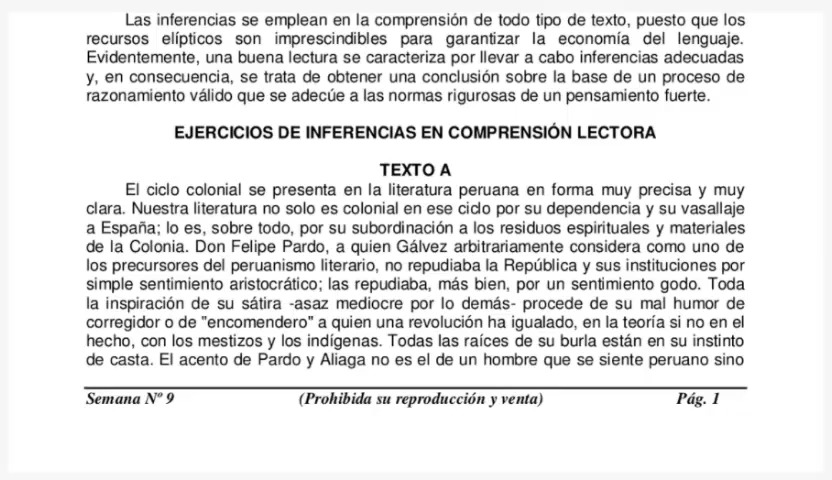 Las inferencias se emplean en la comprensión de todo tipo de texto, puesto que los
recursos elípticos son imprescindibles para garantizar la economía del lenguaje.
Evidentemente, una buena lectura se caracteriza por llevar a cabo inferencias adecuadas
y, en consecuencia, se trata de obtener una conclusión sobre la base de un proceso de
razonamiento válido que se adecúe a las normas rigurosas de un pensamiento fuerte.
EJERCICIOS DE INFERENCIAS EN COMPRENSIÓN LECTORA
TEXTO A
El ciclo colonial se presenta en la literatura peruana en forma muy precisa y muy
clara. Nuestra literatura no solo es colonial en ese ciclo por su dependencia y su vasallaje
a España; lo es, sobre todo, por su subordinación a los residuos espirituales y materiales
de la Colonia. Don Felipe Pardo, a quien Gálvez arbitrariamente considera como uno de
los precursores del peruanismo literario, no repudiaba la República y sus instituciones por
simple sentimiento aristocrático; las repudiaba, más bien, por un sentimiento godo. Toda
la inspiración de su sátira -asaz mediocre por lo demás- procede de su mal humor de
corregidor o de "encomendero" a quien una revolución ha igualado, en la teoría si no en el
hecho, con los mestizos y los indígenas. Todas las raíces de su burla están en su instinto
de casta. El acento de Pardo y Aliaga no es el de un hombre que se siente peruano sino
Semana Nº 9 (Prohibida su reproducción y venta) Pág. 1